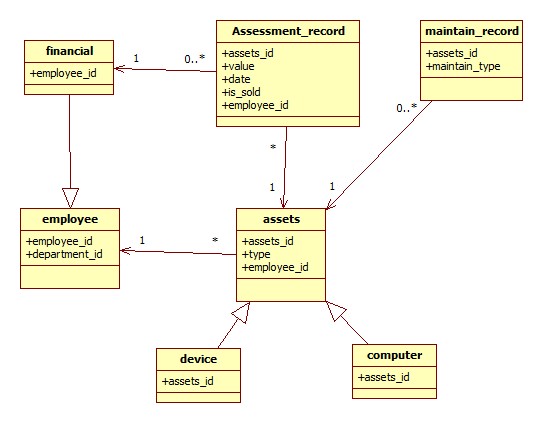 financial
+employee_id
1
0..*
Assessment_record
+assets_id
+value
+date
+is_sold
+employee_id
maintain_record
+assets_id
+maintain_type
*
1
0..*
1
employee
+employee_id
+department_id
1
*
assets
+assets_id
+type
+employee_id
device
+assets_id
computer
+assets_id